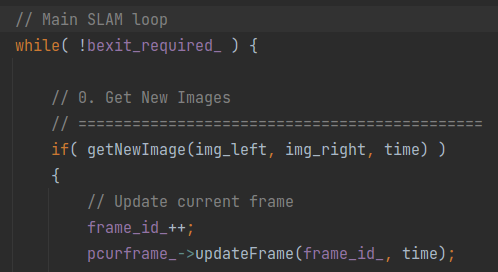 // Main SLAM loop
while( !bexit_required_ ) {
// 0. Get New Images
// =============================================
if( getNewImage(img_left, img_right, time) )
{
// Update current frame
frame_id_++;
pcurframe_->updateFrame(frame_id_, time);